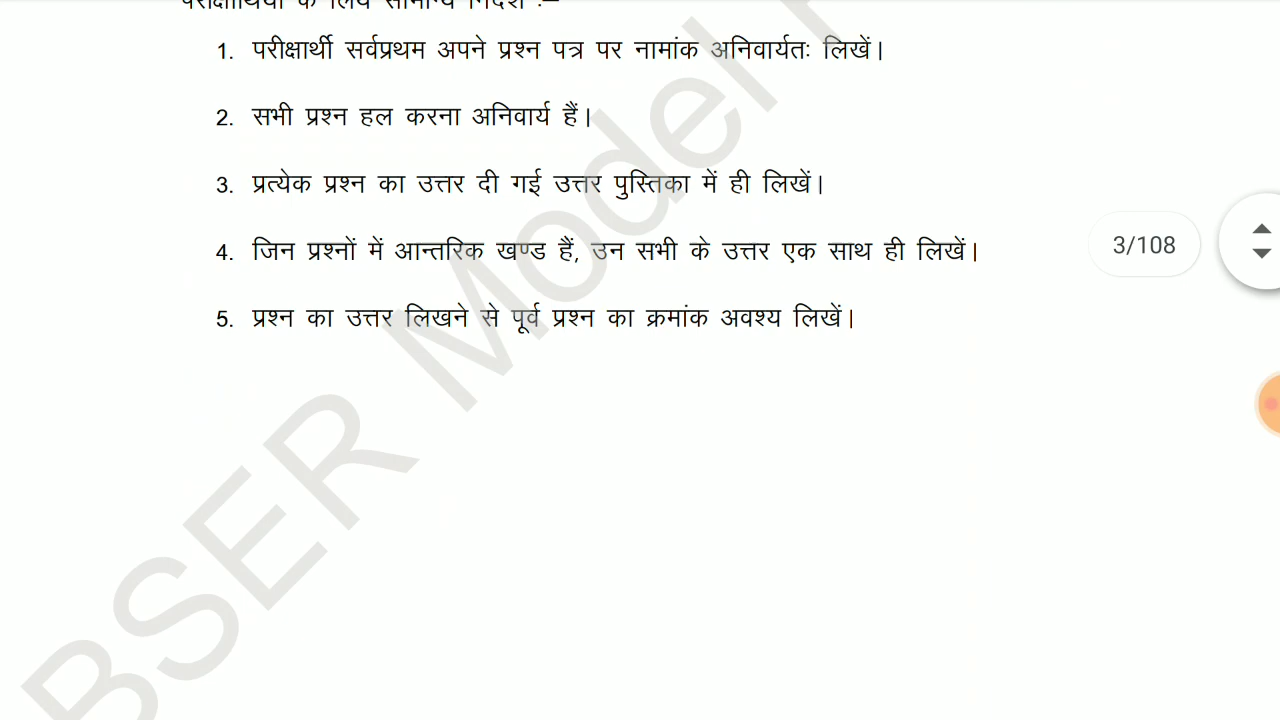 परीक्षार्थियों के लिये सामान्य निर्देश :–
1. परीक्षार्थी सर्वप्रथम अपने प्रश्न पत्र पर नामांक अनिवार्यतः लिखें।
2. सभी प्रश्न हल करना अनिवार्य हैं।
3. प्रत्येक प्रश्न का उत्तर दी गई उत्तर पुस्तिका में ही लिखें।
4. जिन प्रश्नों में आन्तरिक खण्ड हैं, उन सभी के उत्तर एक साथ ही लिखें।
3/108
5. प्रश्न का उत्तर लिखने से पूर्व प्रश्न का क्रमांक अवश्य लिखें।
BSER Model